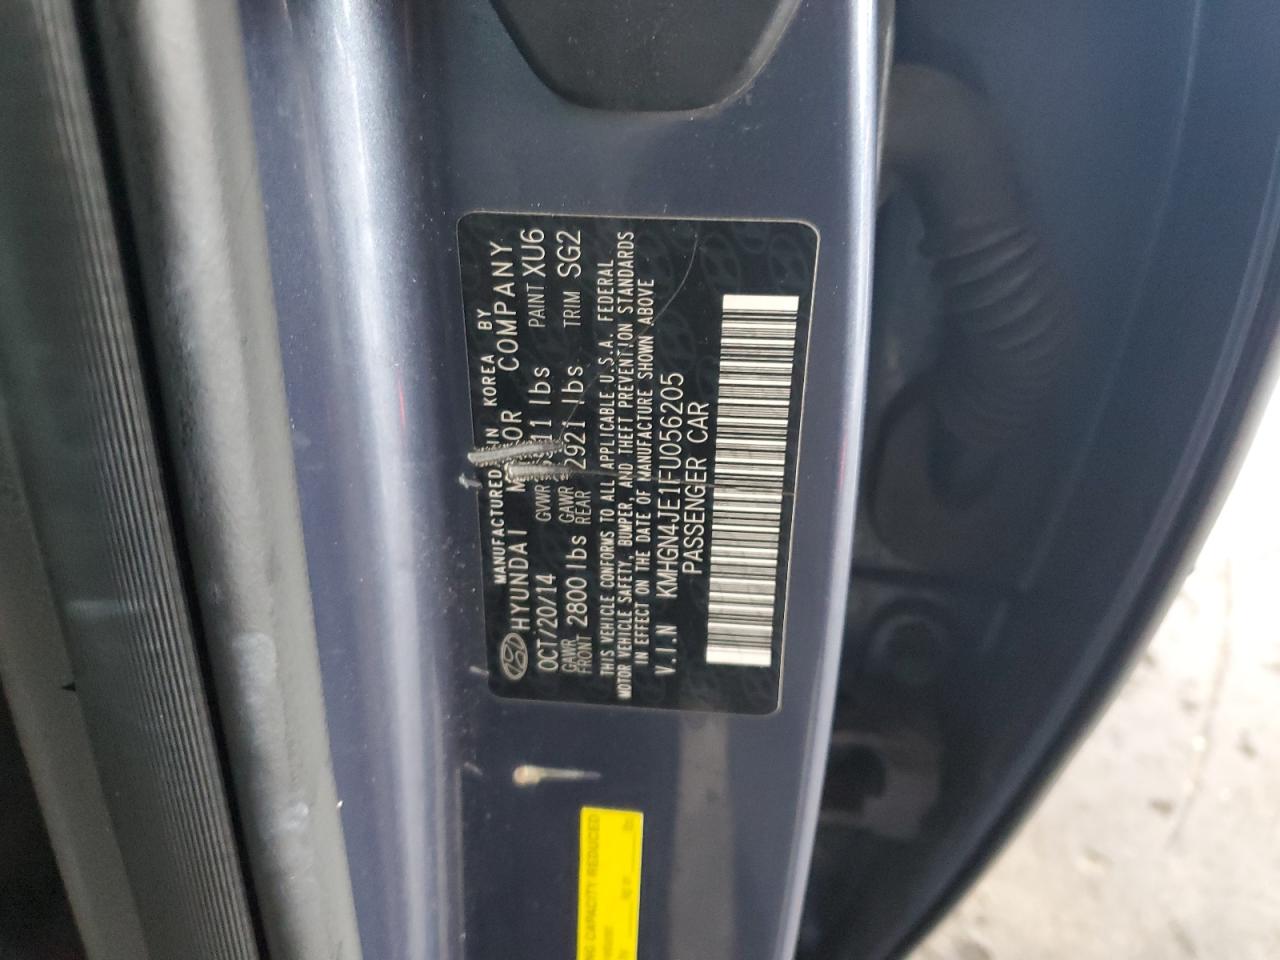 MANUFACTURED IN KOREA BY
HYUNDAI COMPANY
OCT/20/14 GVWR lbs PAINT XU6
GAWR FRONT 2800 lbs GAWR REAR 2921 lbs TRIM SG2
THIS VEHICLE CONFORMS TO ALL APPLICABLE U.S.A. FEDERAL
MOTOR VEHICLE SAFETY, BUMPER, AND THEFT PREVENTION STANDARDS
IN EFFECT ON THE DATE OF MANUFACTURE SHOWN ABOVE
V.I.N KMHGN4JE1FU056205
PASSENGER CAR
CAPACITY REDUCED